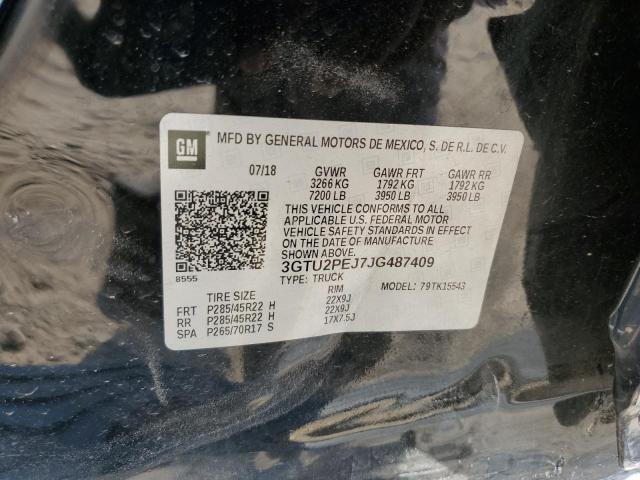 GM MFD BY GENERAL MOTORS DE MEXICO, S. DE R.L. DE C.V.
07/18 GVWR GAWR FRT GAWR RR
3266 KG 1792 KG 1792 KG
7200 LB 3950 LB 3950 LB
THIS VEHICLE CONFORMS TO ALL
APPLICABLE U.S. FEDERAL MOTOR
VEHICLE SAFETY STANDARDS IN EFFECT
ON THE DATE OF MANUFACTURE
SHOWN ABOVE.
8555
3GTU2PEJ7JG487409
TYPE: TRUCK MODEL: 79TK15543
TIRE SIZE RIM
FRT P285/45R22 H 22X9J
RR P285/45R22 H 22X9J
SPA P265/70R17 S 17X7.5J